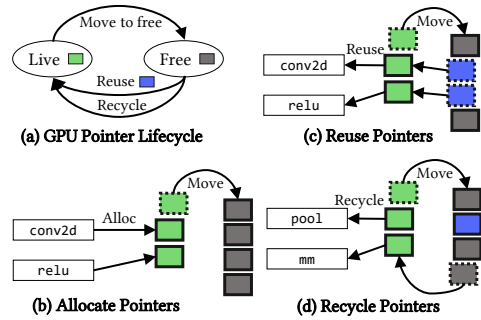 Move to free
Live
Free
Reuse
Recycle
(a) GPU Pointer Lifecycle
Move
Alloc
conv2d
relu
(b) Allocate Pointers
Move
Reuse
conv2d
relu
(c) Reuse Pointers
Move
Recycle
pool
mm
(d) Recycle Pointers